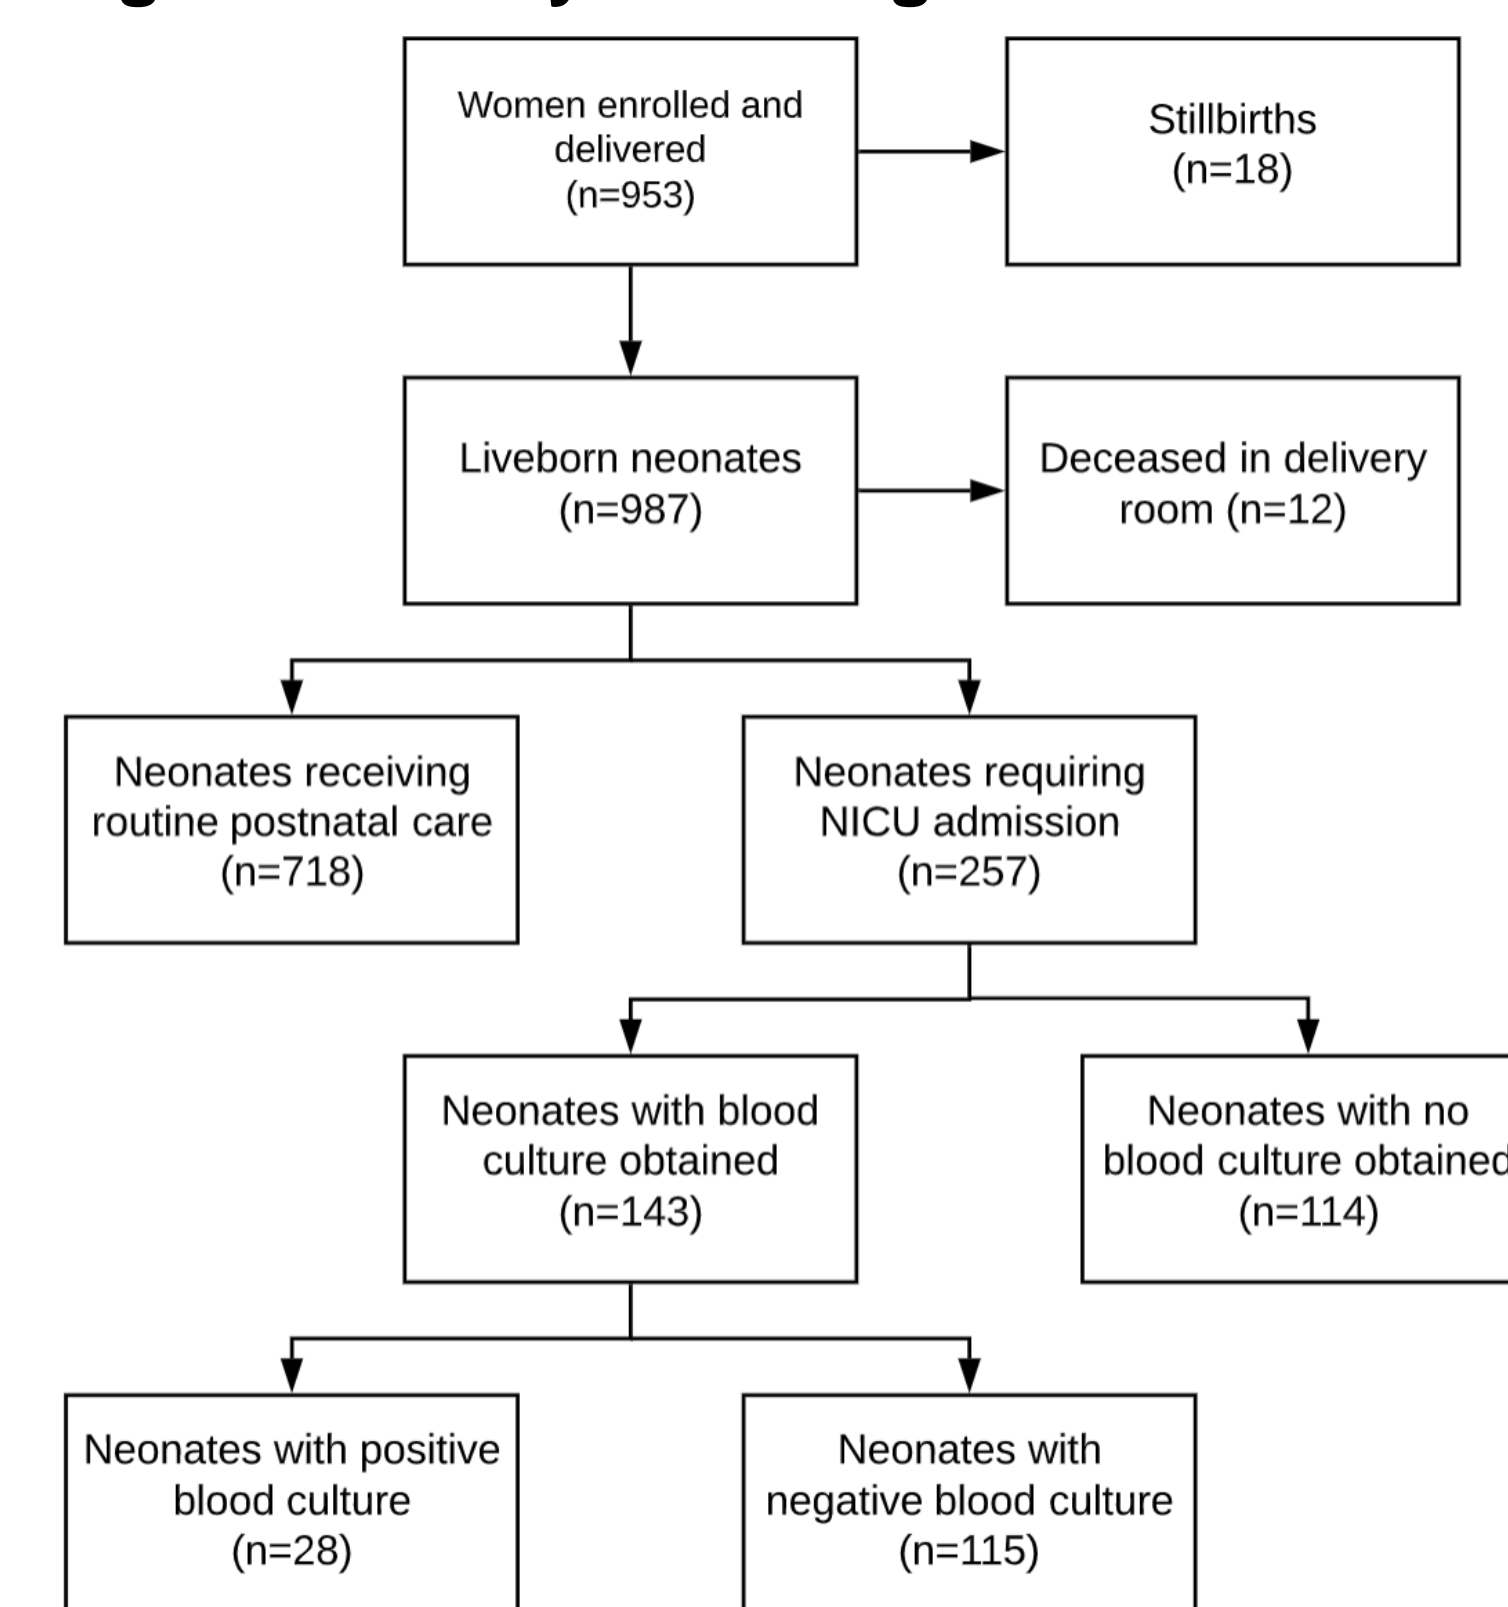 Women enrolled and
delivered
(n=953)
Stillbirths
(n=18)
Liveborn neonates
(n=987)
Deceased in delivery
room (n=12)
Neonates receiving
routine postnatal care
(n=718)
Neonates requiring
NICU admission
(n=257)
Neonates with blood
culture obtained
(n=143)
Neonates with no
blood culture obtained
(n=114)
Neonates with positive
blood culture
(n=28)
Neonates with
negative blood culture
(n=115)